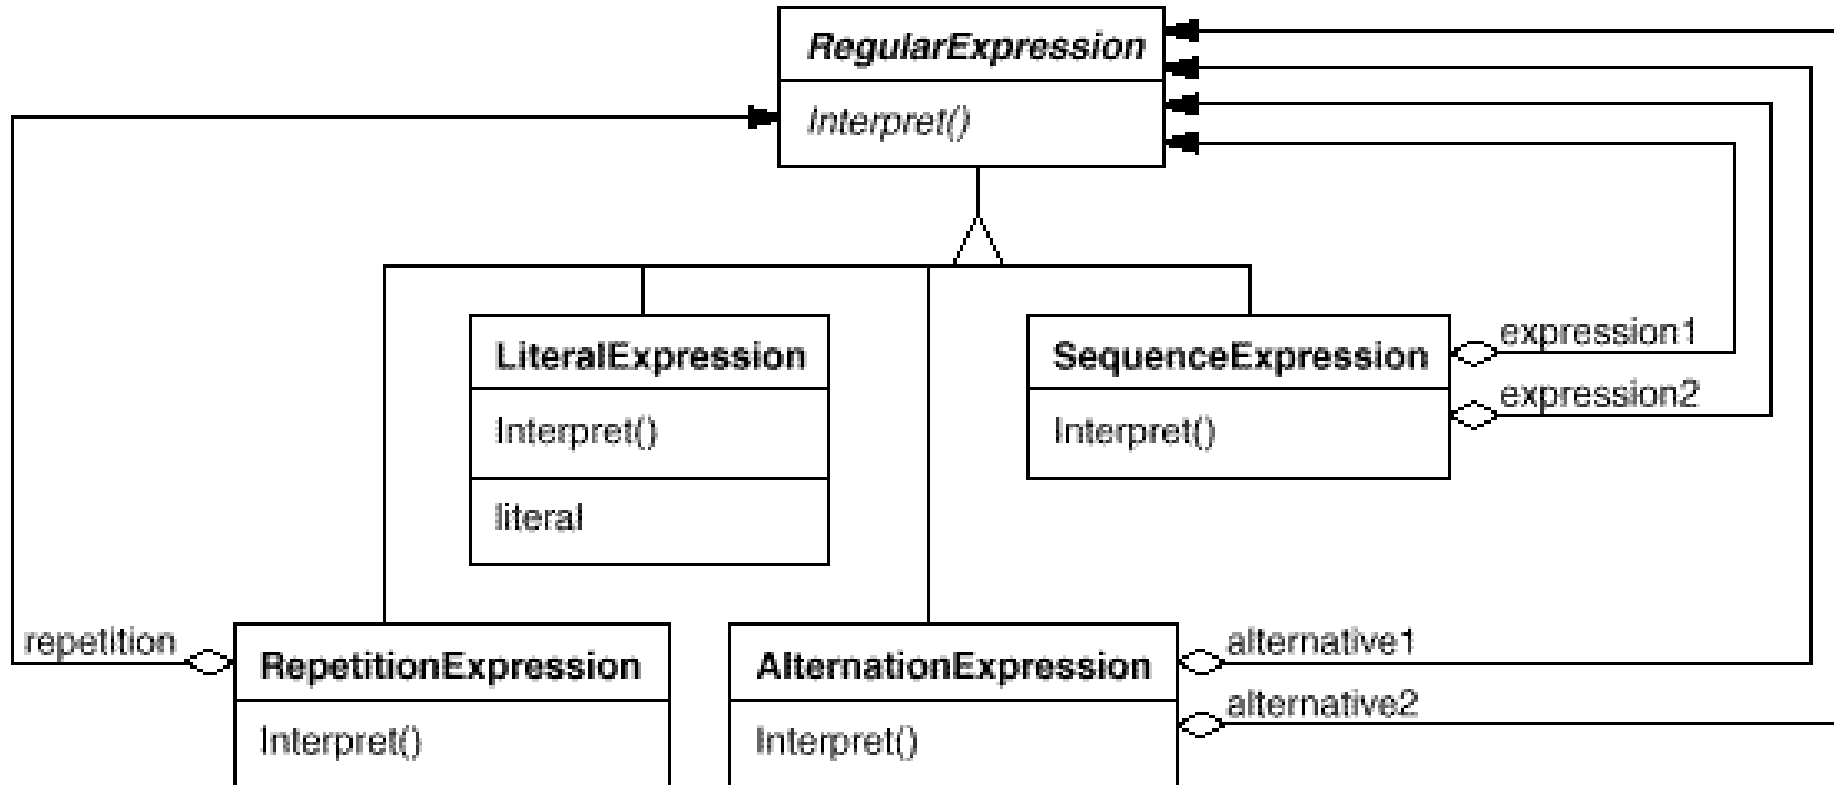 RegularExpression
Interpret()
LiteralExpression
Interpret()
literal
SequenceExpression
Interpret()
expression1
expression2
repetition
RepetitionExpression
Interpret()
AlternationExpression
Interpret()
alternative1
alternative2